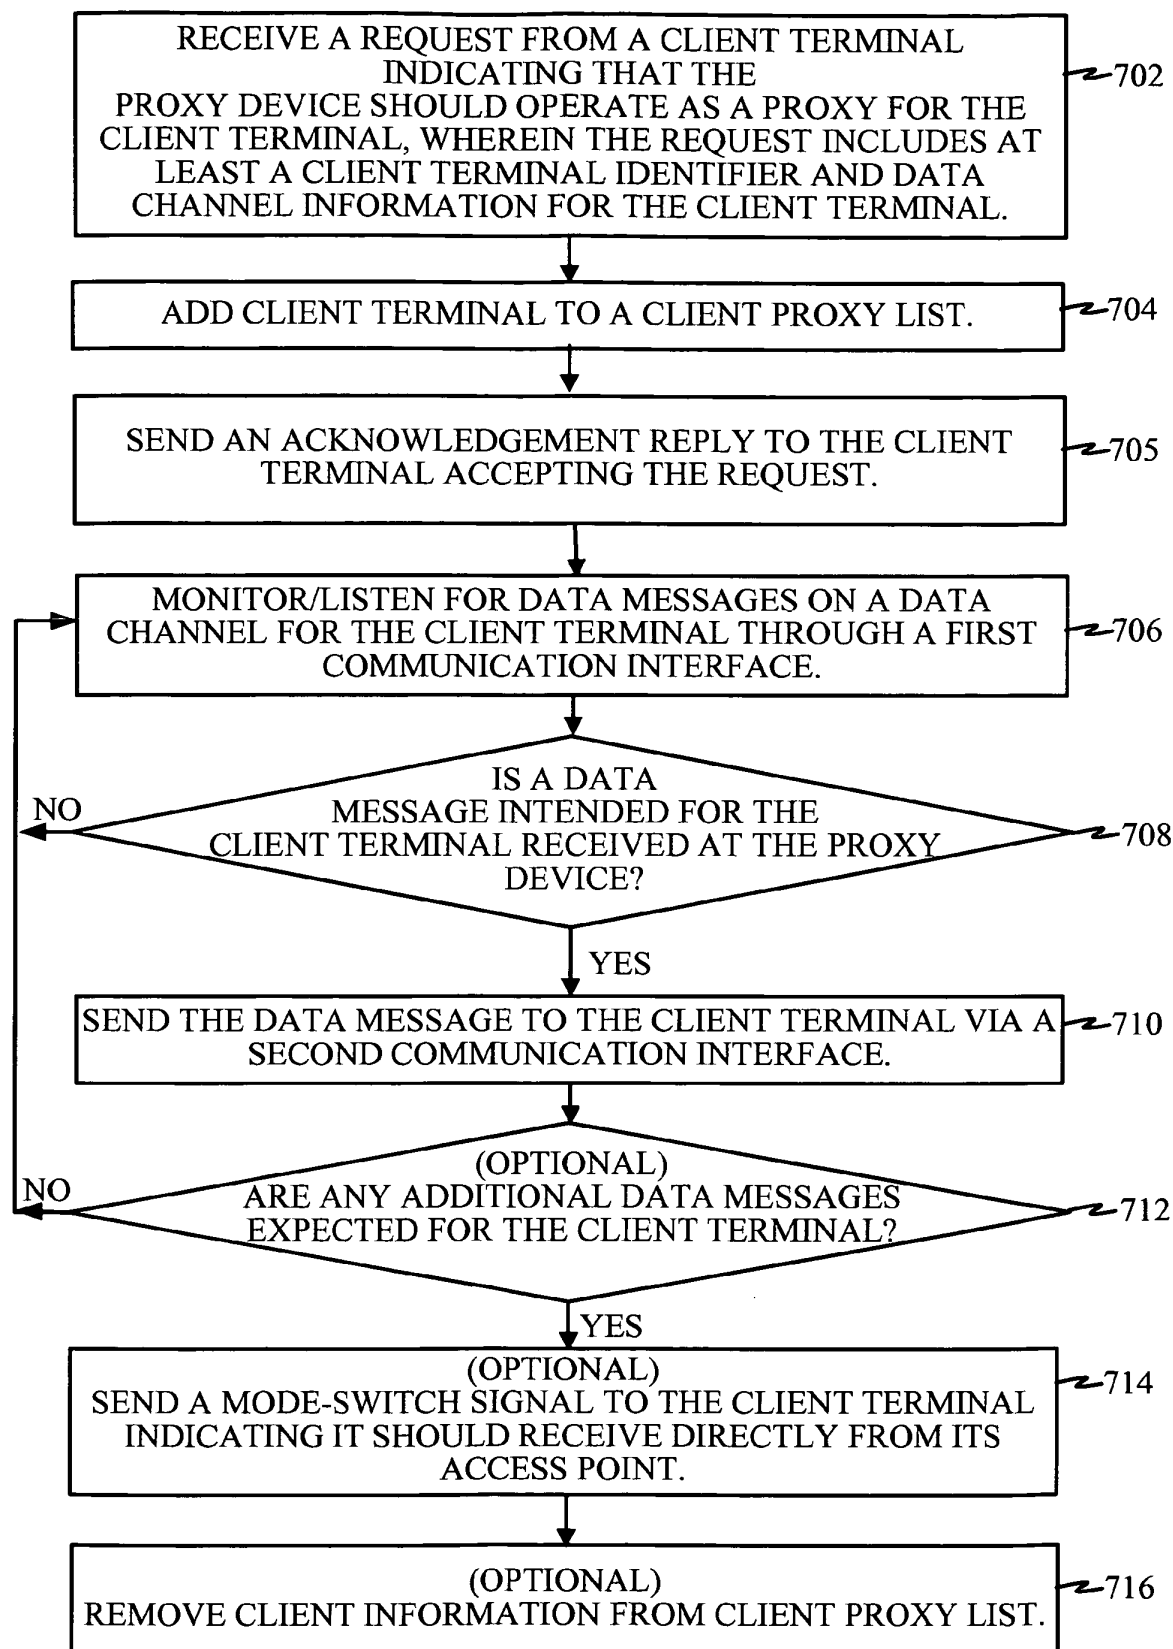 RECEIVE A REQUEST FROM A CLIENT TERMINAL
INDICATING THAT THE
PROXY DEVICE SHOULD OPERATE AS A PROXY FOR THE
CLIENT TERMINAL, WHEREIN THE REQUEST INCLUDES AT
LEAST A CLIENT TERMINAL IDENTIFIER AND DATA
CHANNEL INFORMATION FOR THE CLIENT TERMINAL.
702
ADD CLIENT TERMINAL TO A CLIENT PROXY LIST.
704
SEND AN ACKNOWLEDGEMENT REPLY TO THE CLIENT
TERMINAL ACCEPTING THE REQUEST.
705
MONITOR/LISTEN FOR DATA MESSAGES ON A DATA
CHANNEL FOR THE CLIENT TERMINAL THROUGH A FIRST
COMMUNICATION INTERFACE.
706
IS A DATA
MESSAGE INTENDED FOR THE
CLIENT TERMINAL RECEIVED AT THE PROXY
DEVICE?
708
NO
YES
SEND THE DATA MESSAGE TO THE CLIENT TERMINAL VIA A
SECOND COMMUNICATION INTERFACE.
710
(OPTIONAL)
ARE ANY ADDITIONAL DATA MESSAGES
EXPECTED FOR THE CLIENT TERMINAL?
712
NO
YES
(OPTIONAL)
SEND A MODE-SWITCH SIGNAL TO THE CLIENT TERMINAL
INDICATING IT SHOULD RECEIVE DIRECTLY FROM ITS
ACCESS POINT.
714
(OPTIONAL)
REMOVE CLIENT INFORMATION FROM CLIENT PROXY LIST.
716